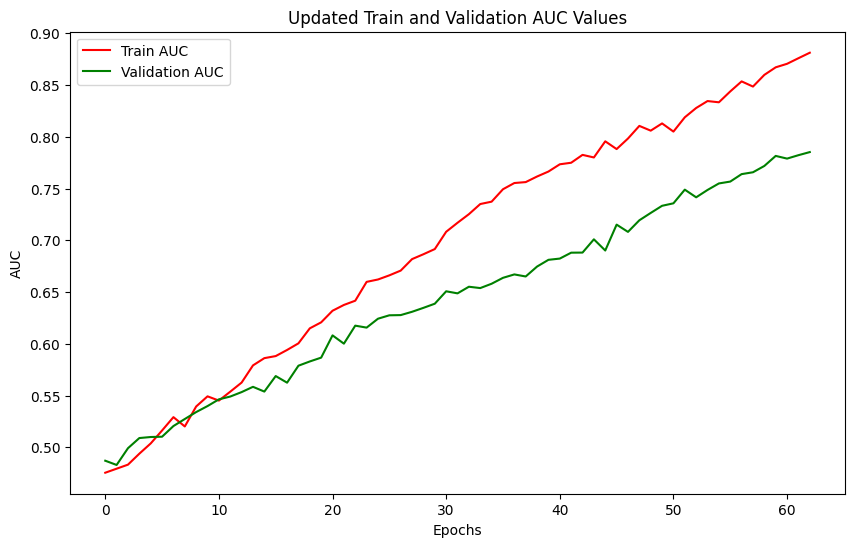 Updated Train and Validation AUC Values
Train AUC
Validation AUC
AUC
0.90
0.85
0.80
0.75
0.70
0.65
0.60
0.55
0.50
0 10 20 30 40 50 60
Epochs